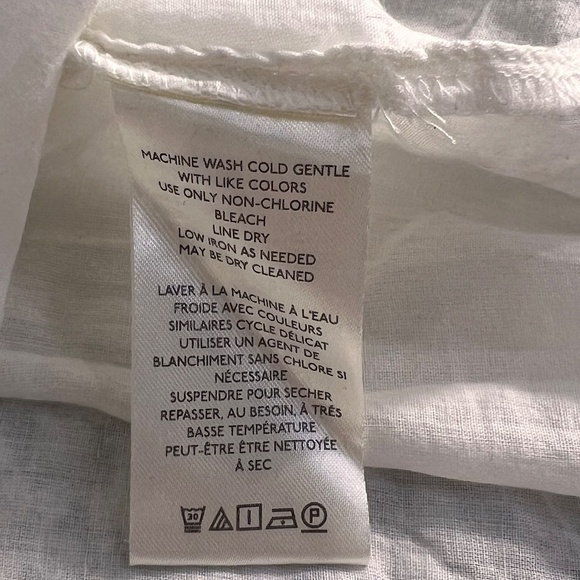 MACHINE WASH COLD GENTLE
WITH LIKE COLORS
USE ONLY NON-CHLORINE
BLEACH
LINE DRY
LOW IRON AS NEEDED
MAY BE DRY CLEANED
LAVER À LA MACHINE À L'EAU
FROIDE AVEC COULEURS
SIMILAIRES CYCLE DÉLICAT
UTILISER UN AGENT DE
BLANCHIMENT SANS CHLORE SI
NÉCESSAIRE
SUSPENDRE POUR SECHER
REPASSER, AU BESOIN, À TRÉS
BASSE TEMPÉRATURE
PEUT-ÊTRE ÊTRE NETTOYÉE
À SEC
30 P